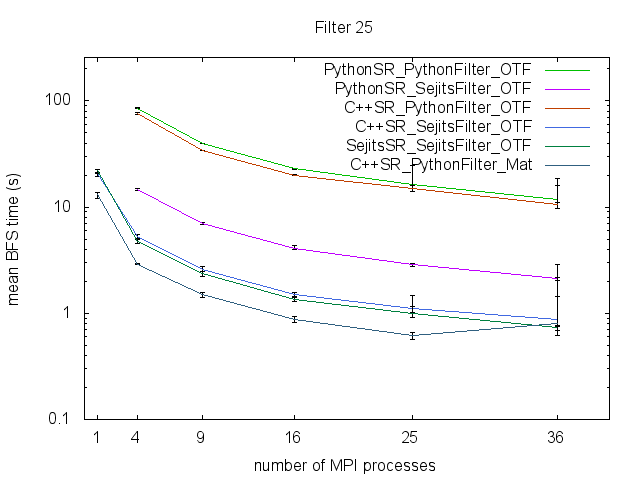 Filter 25
PythonSR_PythonFilter_OTF
PythonSR_SejitsFilter_OTF
C++SR_PythonFilter_OTF
C++SR_SejitsFilter_OTF
SejitsSR_SejitsFilter_OTF
C++SR_PythonFilter_Mat
100
10
1
0.1
mean BFS time (s)
1 4 9 16 25 36
number of MPI processes